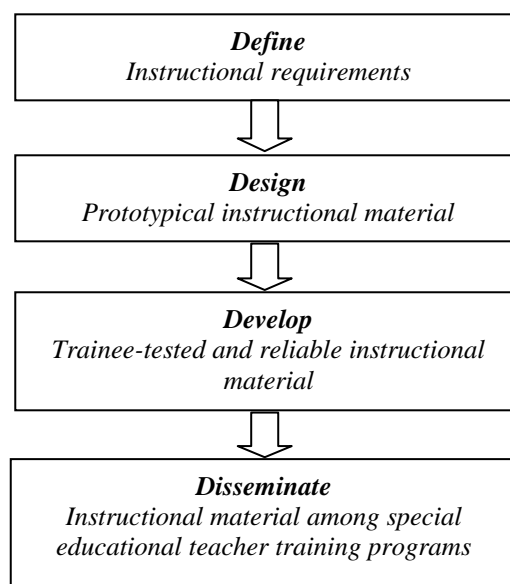 Define
Instructional requirements
Design
Prototypical instructional material
Develop
Trainee-tested and reliable instructional
material
Disseminate
Instructional material among special
educational teacher training programs